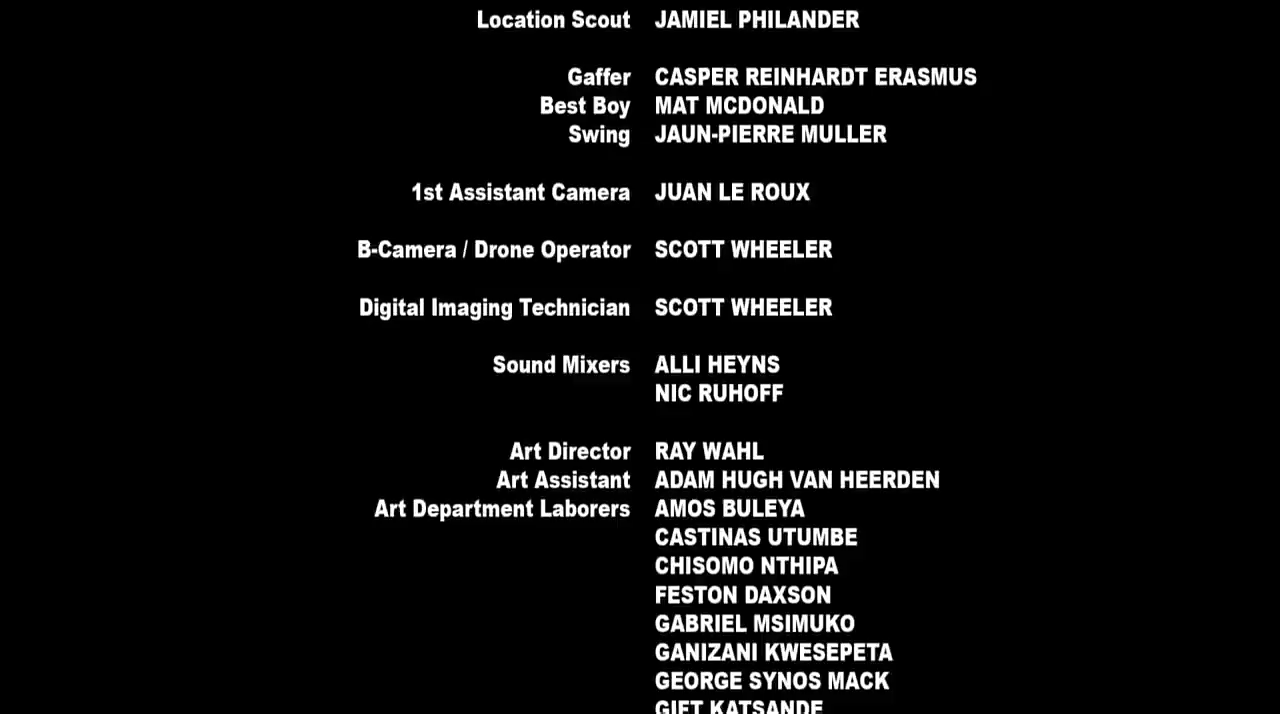 Location Scout JAMIEL PHILANDER
Gaffer CASPER REINHARDT ERASMUS
Best Boy MAT MCDONALD
Swing JAUN-PIERRE MULLER
1st Assistant Camera JUAN LE ROUX
B-Camera / Drone Operator SCOTT WHEELER
Digital Imaging Technician SCOTT WHEELER
Sound Mixers ALLI HEYNS
NIC RUHOFF
Art Director RAY WAHL
Art Assistant ADAM HUGH VAN HEERDEN
Art Department Laborers AMOS BULEYA
CASTINAS UTUMBE
CHISOMO NTHIPA
FESTON DAXSON
GABRIEL MSIMUKO
GANIZANI KWESEPETA
GEORGE SYNOS MACK
GIFT KATSANDE